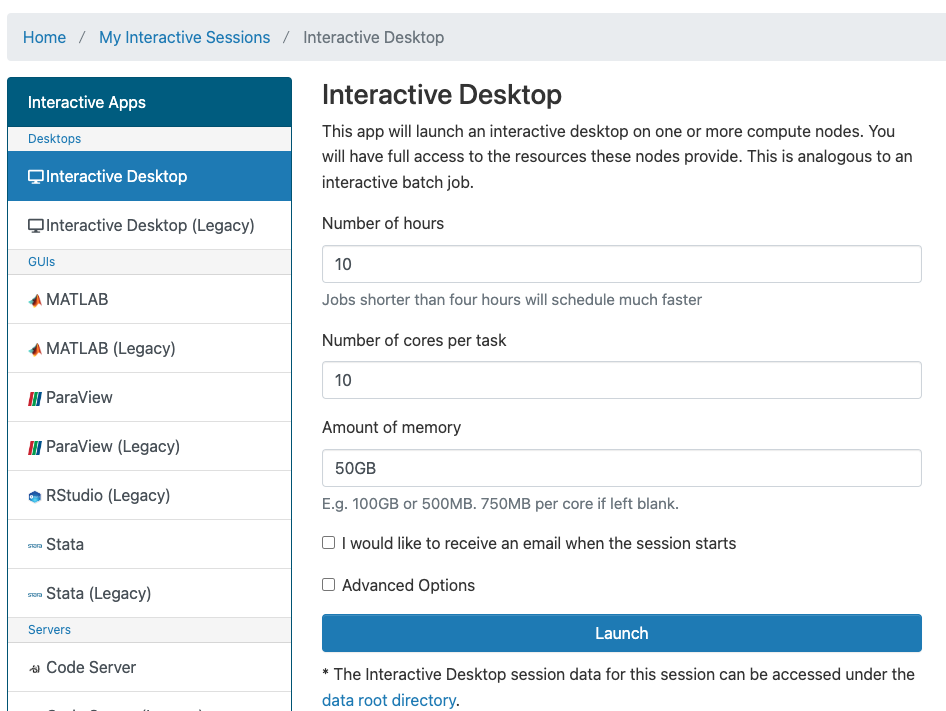 Home / My Interactive Sessions / Interactive Desktop
Interactive Apps
Desktops
Interactive Desktop
Interactive Desktop (Legacy)
GUIs
MATLAB
MATLAB (Legacy)
ParaView
ParaView (Legacy)
RStudio (Legacy)
Stata
Stata (Legacy)
Servers
Code Server
Interactive Desktop
This app will launch an interactive desktop on one or more compute nodes. You
will have full access to the resources these nodes provide. This is analogous to an
interactive batch job.
Number of hours
10
Jobs shorter than four hours will schedule much faster
Number of cores per task
10
Amount of memory
50GB
E.g. 100GB or 500MB. 750MB per core if left blank.
I would like to receive an email when the session starts
Advanced Options
Launch
* The Interactive Desktop session data for this session can be accessed under the
data root directory.